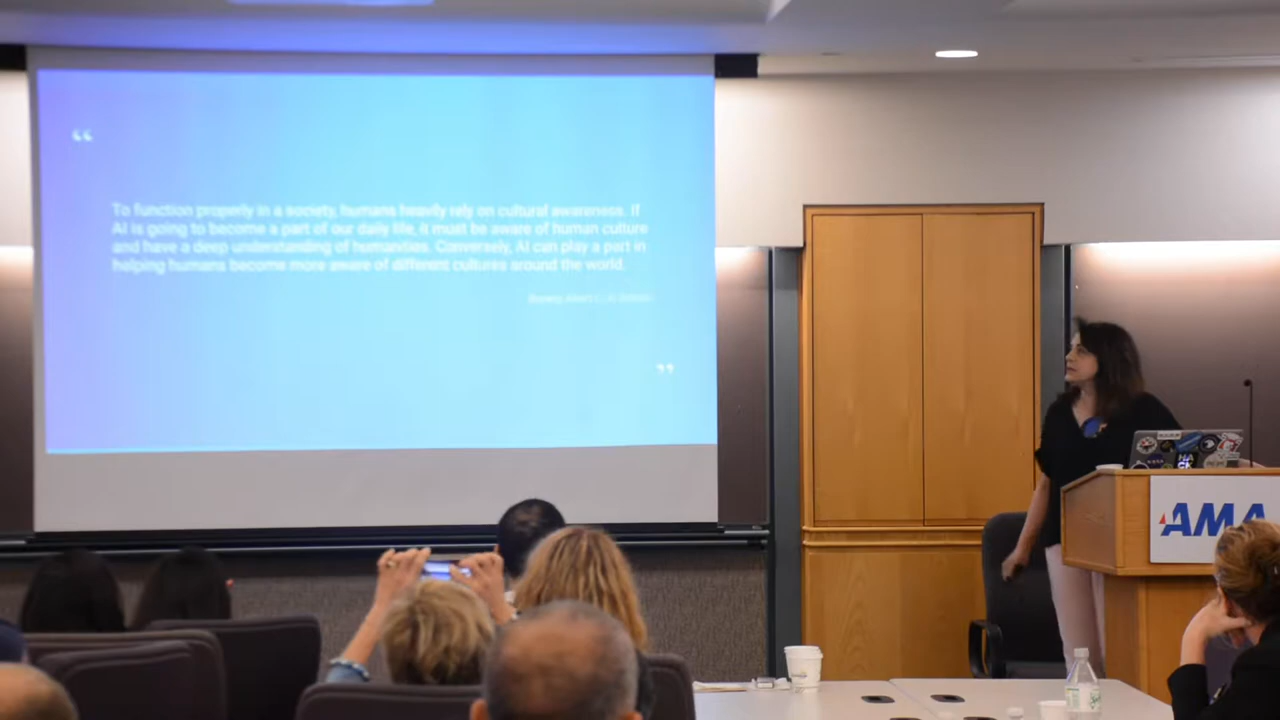 “
To function properly in a society, humans heavily rely on cultural awareness. If
AI is going to become a part of our daily life, it must be aware of human culture
and have a deep understanding of humanities. Conversely, AI can play a part in
helping humans become more aware of different cultures around the world.
”
AMA